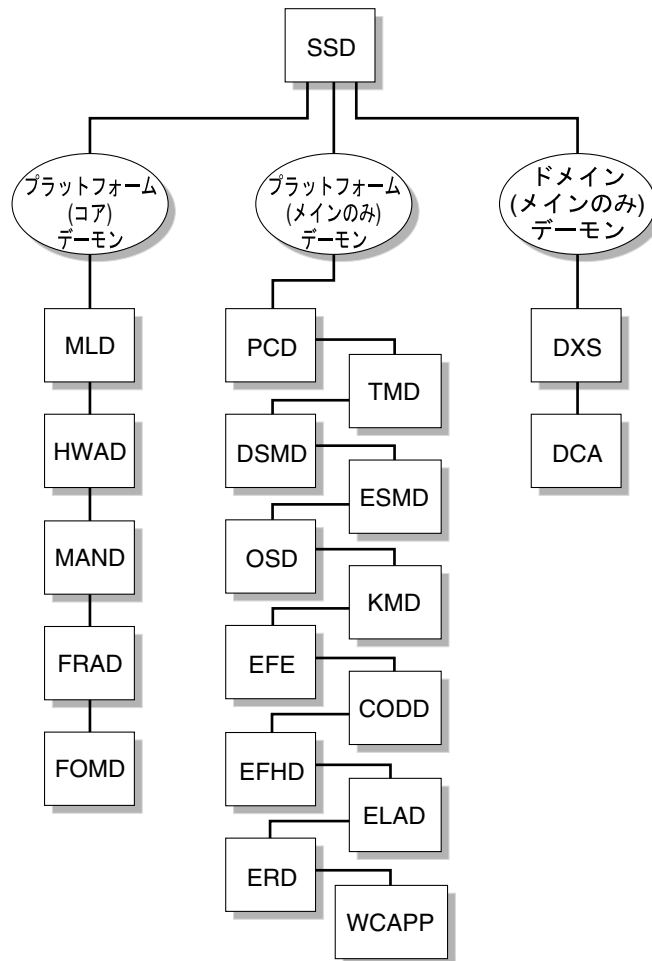 SSD
プラットフォーム
(コア)
デーモン
プラットフォーム
(メインのみ)
デーモン
ドメイン
(メインのみ)
デーモン
MLD
HWAD
MAND
FRAD
FOMD
PCD
TMD
DSMD
ESMD
OSD
KMD
EFE
CODD
EFHD
ELAD
ERD
WCAPP
DXS
DCA